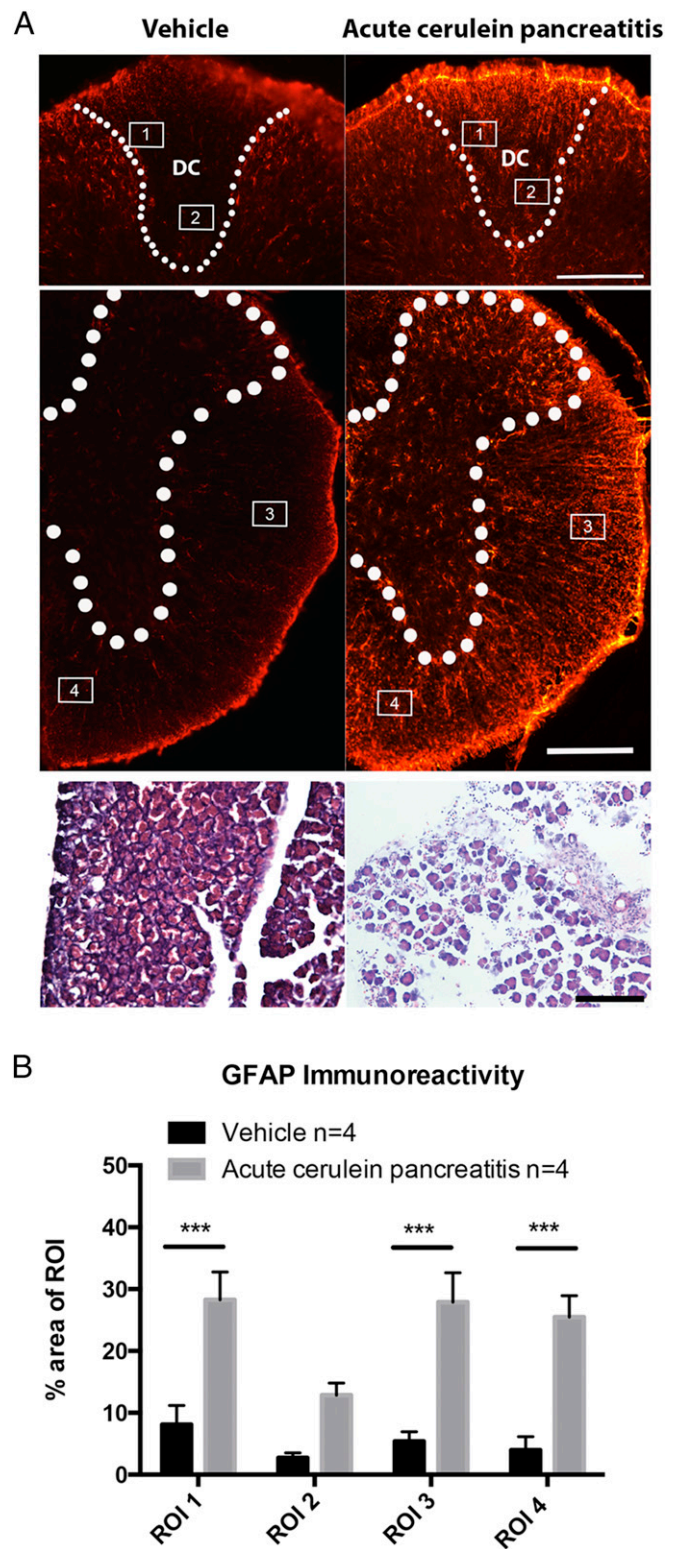 A
Vehicle
Acute cerulein pancreatitis
1
DC
2
1
DC
2
3
4
3
4
B
GFAP Immunoreactivity
Vehicle n=4
Acute cerulein pancreatitis n=4
% area of ROI
50
40
30
20
10
0
***
***
***
ROI 1
ROI 2
ROI 3
ROI 4